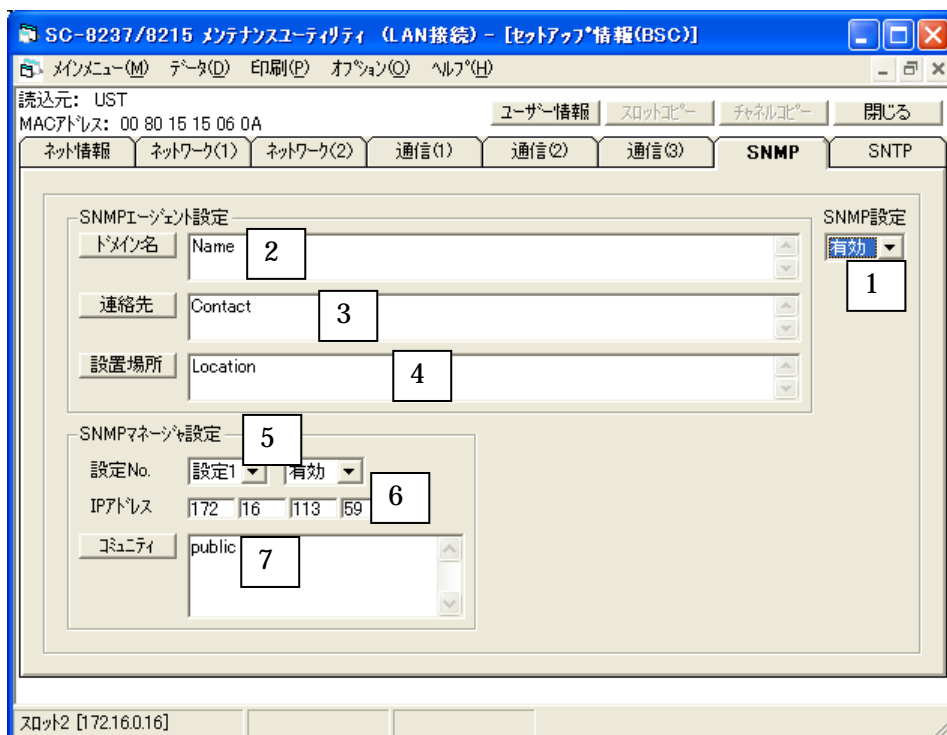 SC-8237/8215 ﾒﾝﾃﾅﾝｽﾕｰﾃｨﾘﾃｨ (LAN接続) - [ｾｯﾄｱｯﾌﾟ情報(BSC)]
ﾒｲﾝﾒﾆｭｰ(M) ﾃﾞｰﾀ(D) 印刷(P) ｵﾌﾟｼｮﾝ(O) ﾍﾙﾌﾟ(H)
読込元: UST
MACｱﾄﾞﾚｽ: 00 80 15 15 06 0A
ﾕｰｻﾞｰ情報 ｽﾛｯﾄｺﾋﾟｰ ﾁｬﾈﾙｺﾋﾟｰ 閉じる
ﾈｯﾄ情報 ﾈｯﾄﾜｰｸ(1) ﾈｯﾄﾜｰｸ(2) 通信(1) 通信(2) 通信(3) SNMP SNTP
SNMPｴｰｼﾞｪﾝﾄ設定 SNMP設定
ﾄﾞﾒｲﾝ名 Name 2 有効
1
連絡先 Contact 3
設置場所 Location 4
SNMPﾏﾈｰｼﾞｬ設定 5
設定No. 設定1 有効
IPｱﾄﾞﾚｽ 172 16 113 59 6
ｺﾐｭﾆﾃｨ public 7
ｽﾛｯﾄ2 [172.16.0.16]